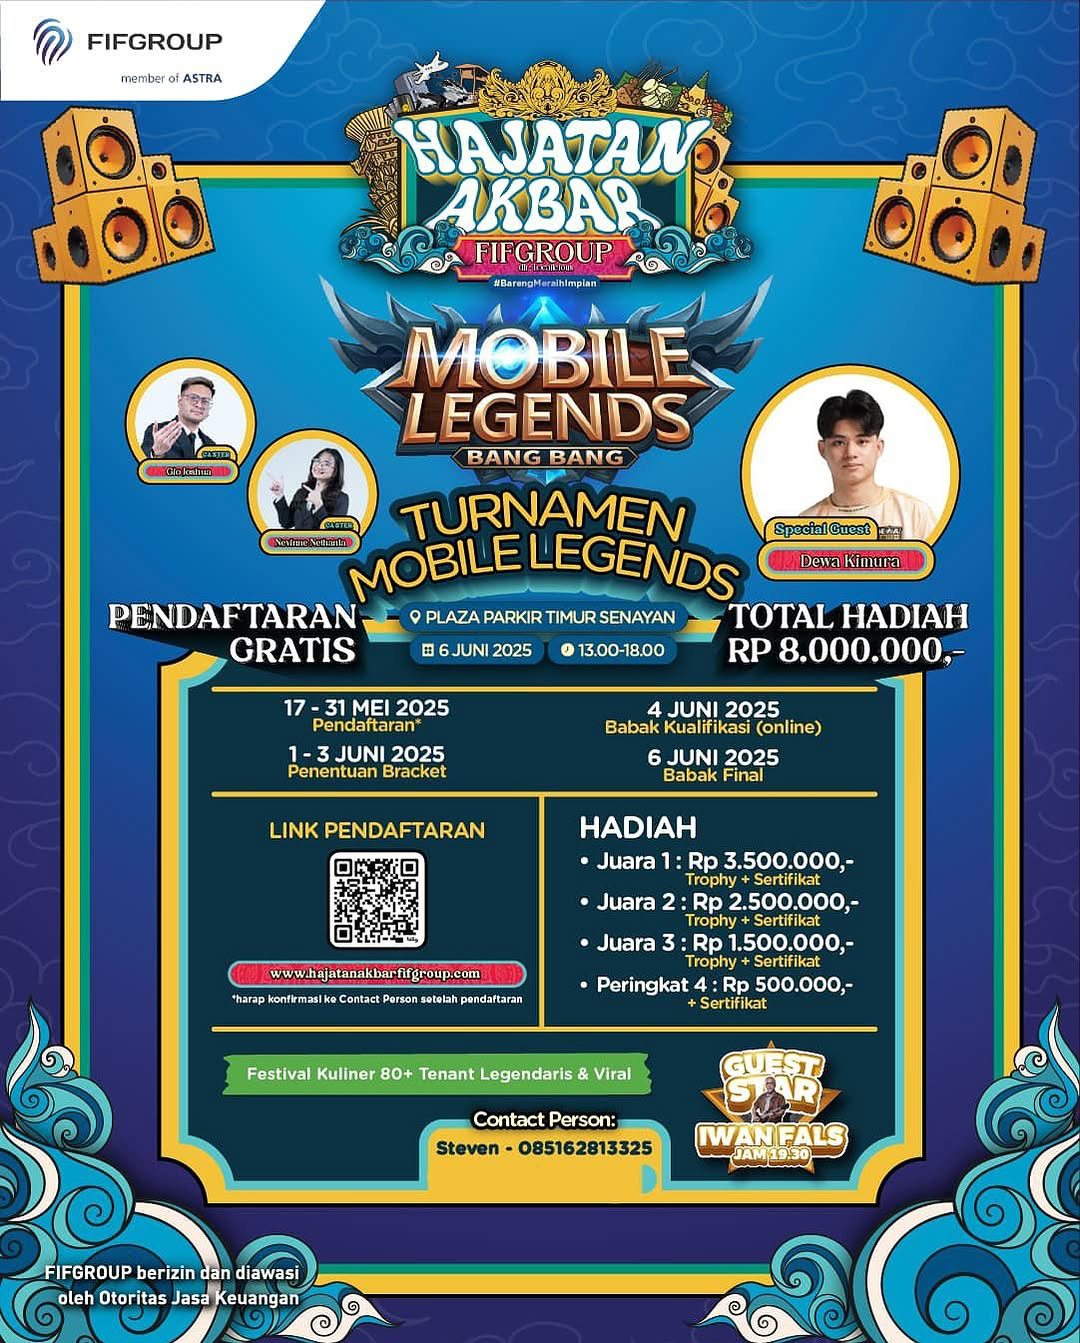 FIFGROUP
member of ASTRA
HAJATAN
AKBAR
FIFGROUP
#BarengMeraihImpian
MOBILE
LEGENDS
BANG BANG
CASTER
Gio Joshua
CASTER
Nevinne Nethania
Special Guest
Dewa Kimura
TURNAMEN
MOBILE LEGENDS
PLAZA PARKIR TIMUR SENAYAN
6 JUNI 2025
13.00-18.00
PENDAFTARAN
GRATIS
TOTAL HADIAH
RP 8.000.000,-
17 - 31 MEI 2025
Pendaftaran*
1 - 3 JUNI 2025
Penentuan Bracket
4 JUNI 2025
Babak Kualifikasi (online)
6 JUNI 2025
Babak Final
LINK PENDAFTARAN
www.hajatanakbarfifgroup.com
*harap konfirmasi ke Contact Person setelah pendaftaran
HADIAH
• Juara 1 : Rp 3.500.000,-
Trophy + Sertifikat
• Juara 2 : Rp 2.500.000,-
Trophy + Sertifikat
• Juara 3 : Rp 1.500.000,-
Trophy + Sertifikat
• Peringkat 4 : Rp 500.000,-
+ Sertifikat
Festival Kuliner 80+ Tenant Legendaris & Viral
GUEST
STAR
IWAN FALS
JAM 19.30
Contact Person:
Steven - 085162813325
FIFGROUP berizin dan diawasi
oleh Otoritas Jasa Keuangan